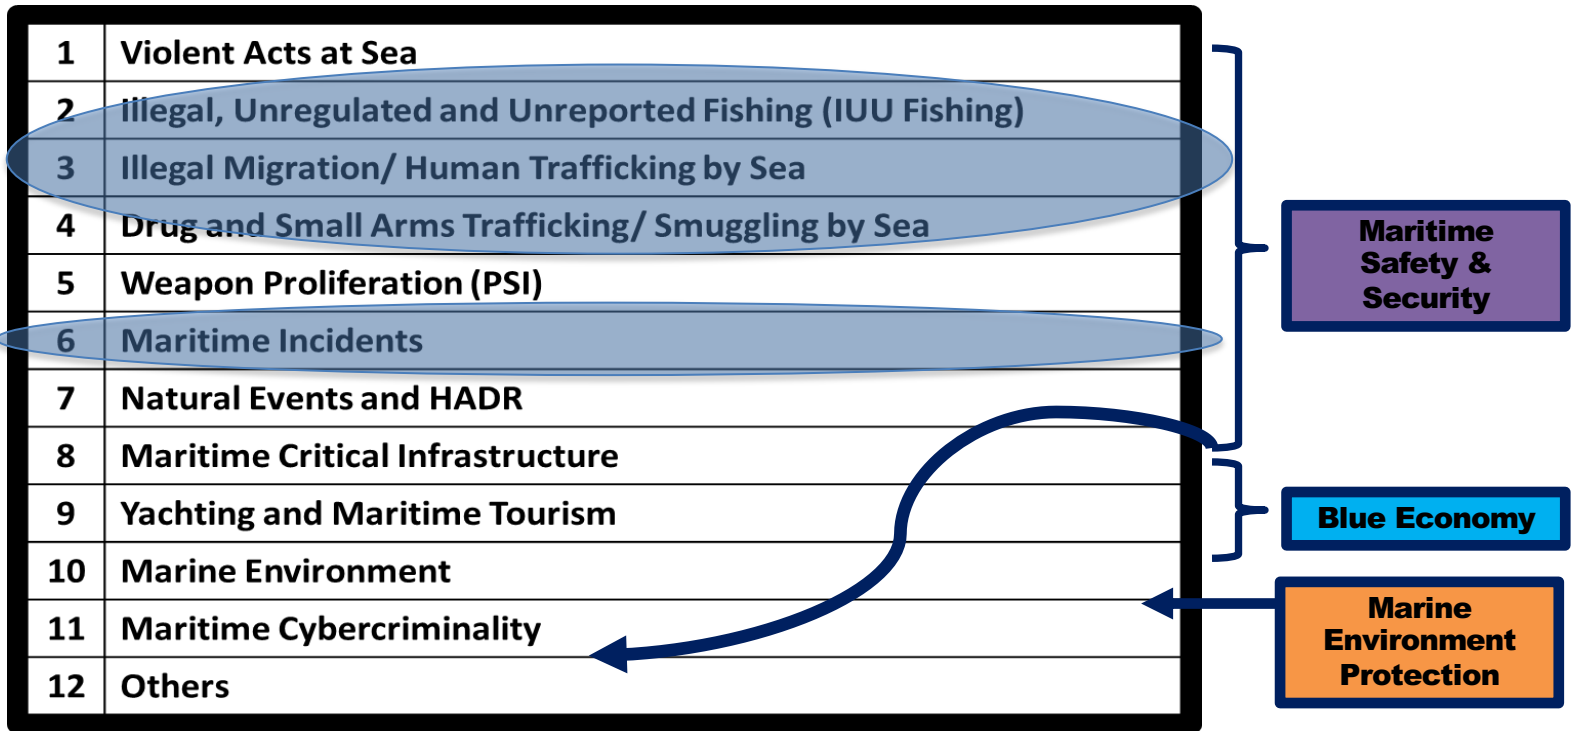 1 Violent Acts at Sea
2 Illegal, Unregulated and Unreported Fishing (IUU Fishing)
3 Illegal Migration/ Human Trafficking by Sea
4 Drug and Small Arms Trafficking/ Smuggling by Sea
5 Weapon Proliferation (PSI)
6 Maritime Incidents
7 Natural Events and HADR
8 Maritime Critical Infrastructure
9 Yachting and Maritime Tourism
10 Marine Environment
11 Maritime Cybercriminality
12 Others
Maritime
Safety &
Security
Blue Economy
Marine
Environment
Protection